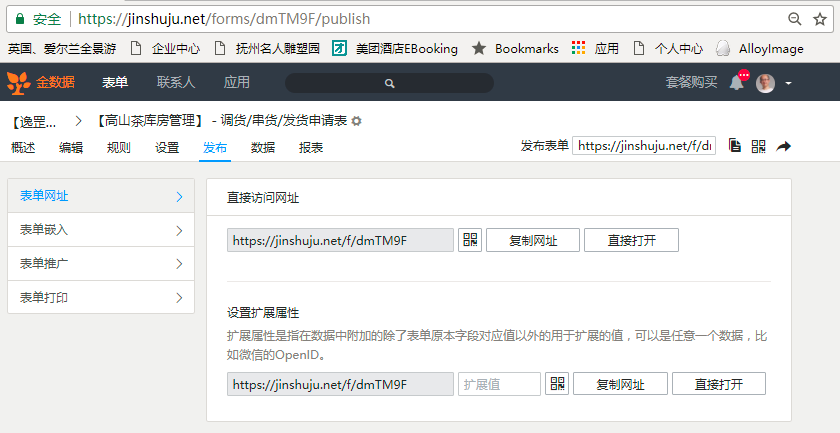 安全 https://jinshuju.net/forms/dmTM9F/publish
英国、爱尔兰全景游 企业中心 抚州名人雕塑园 美团酒店EBooking Bookmarks 应用 个人中心 AlloyImage
金数据 表单 联系人 应用 套餐购买
【逸罡... 【高山茶库房管理】 - 调货/串货/发货申请表
概述 编辑 规则 设置 发布 数据 报表 发布表单 https://jinshuju.net/f/d
表单网址 直接访问网址
表单嵌入 https://jinshuju.net/f/dmTM9F 复制网址 直接打开
表单推广
表单打印
设置扩展属性
扩展属性是指在数据中附加的除了表单原本字段对应值以外的用于扩展的值，可以是任意一个数据，比
如微信的OpenID。
https://jinshuju.net/f/dmTM9F 扩展值 复制网址 直接打开